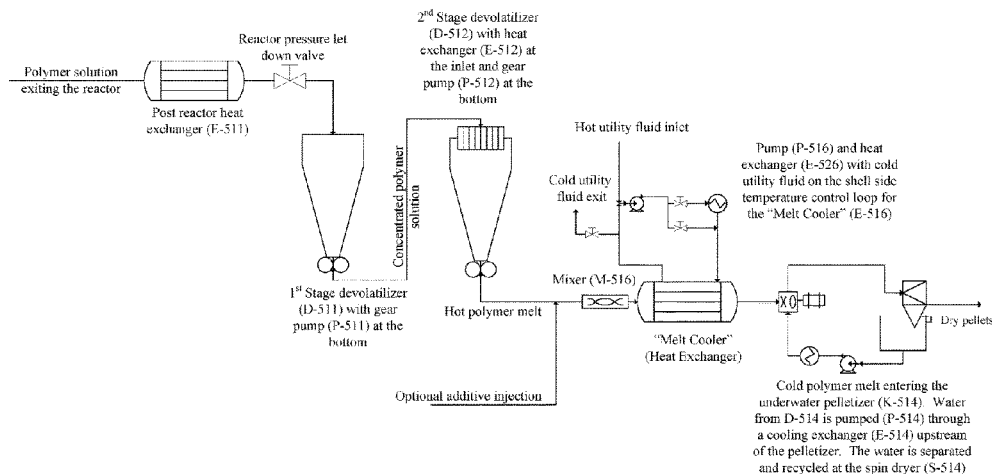 2nd Stage devolatilizer
(D-512) with heat
exchanger (E-512) at
the inlet and gear
pump (P-512) at the
bottom
Reactor pressure let
down valve
Polymer solution
exiting the reactor
Post reactor heat
exchanger (E-511)
Concentrated polymer
solution
1st Stage devolatilizer
(D-511) with gear
pump (P-511) at the
bottom
Hot polymer melt
Optional additive injection
Hot utility fluid inlet
Cold utility
fluid exit
Mixer (M-516)
"Melt Cooler"
(Heat Exchanger)
Pump (P-516) and heat
exchanger (E-526) with cold
utility fluid on the shell side
temperature control loop for
the "Melt Cooler" (E-516)
Dry pellets
Cold polymer melt entering the
underwater pelletizer (K-514). Water
from D-514 is pumped (P-514) through
a cooling exchanger (E-514) upstream
of the pelletizer. The water is separated
and recycled at the spin dryer (S-514)